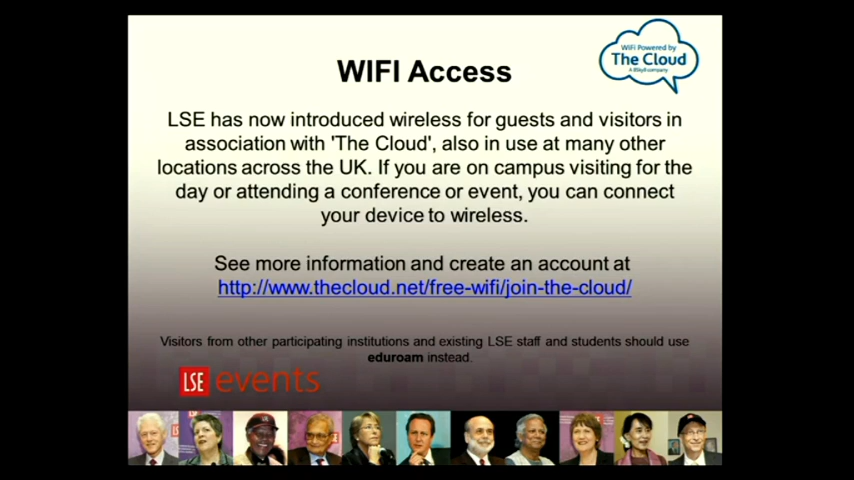 WiFi Powered by
The Cloud
A BSkyB company
WIFI Access
LSE has now introduced wireless for guests and visitors in
association with 'The Cloud', also in use at many other
locations across the UK. If you are on campus visiting for the
day or attending a conference or event, you can connect
your device to wireless.
See more information and create an account at
http://www.thecloud.net/free-wifi/join-the-cloud/
Visitors from other participating institutions and existing LSE staff and students should use
eduroam instead.
LSE events